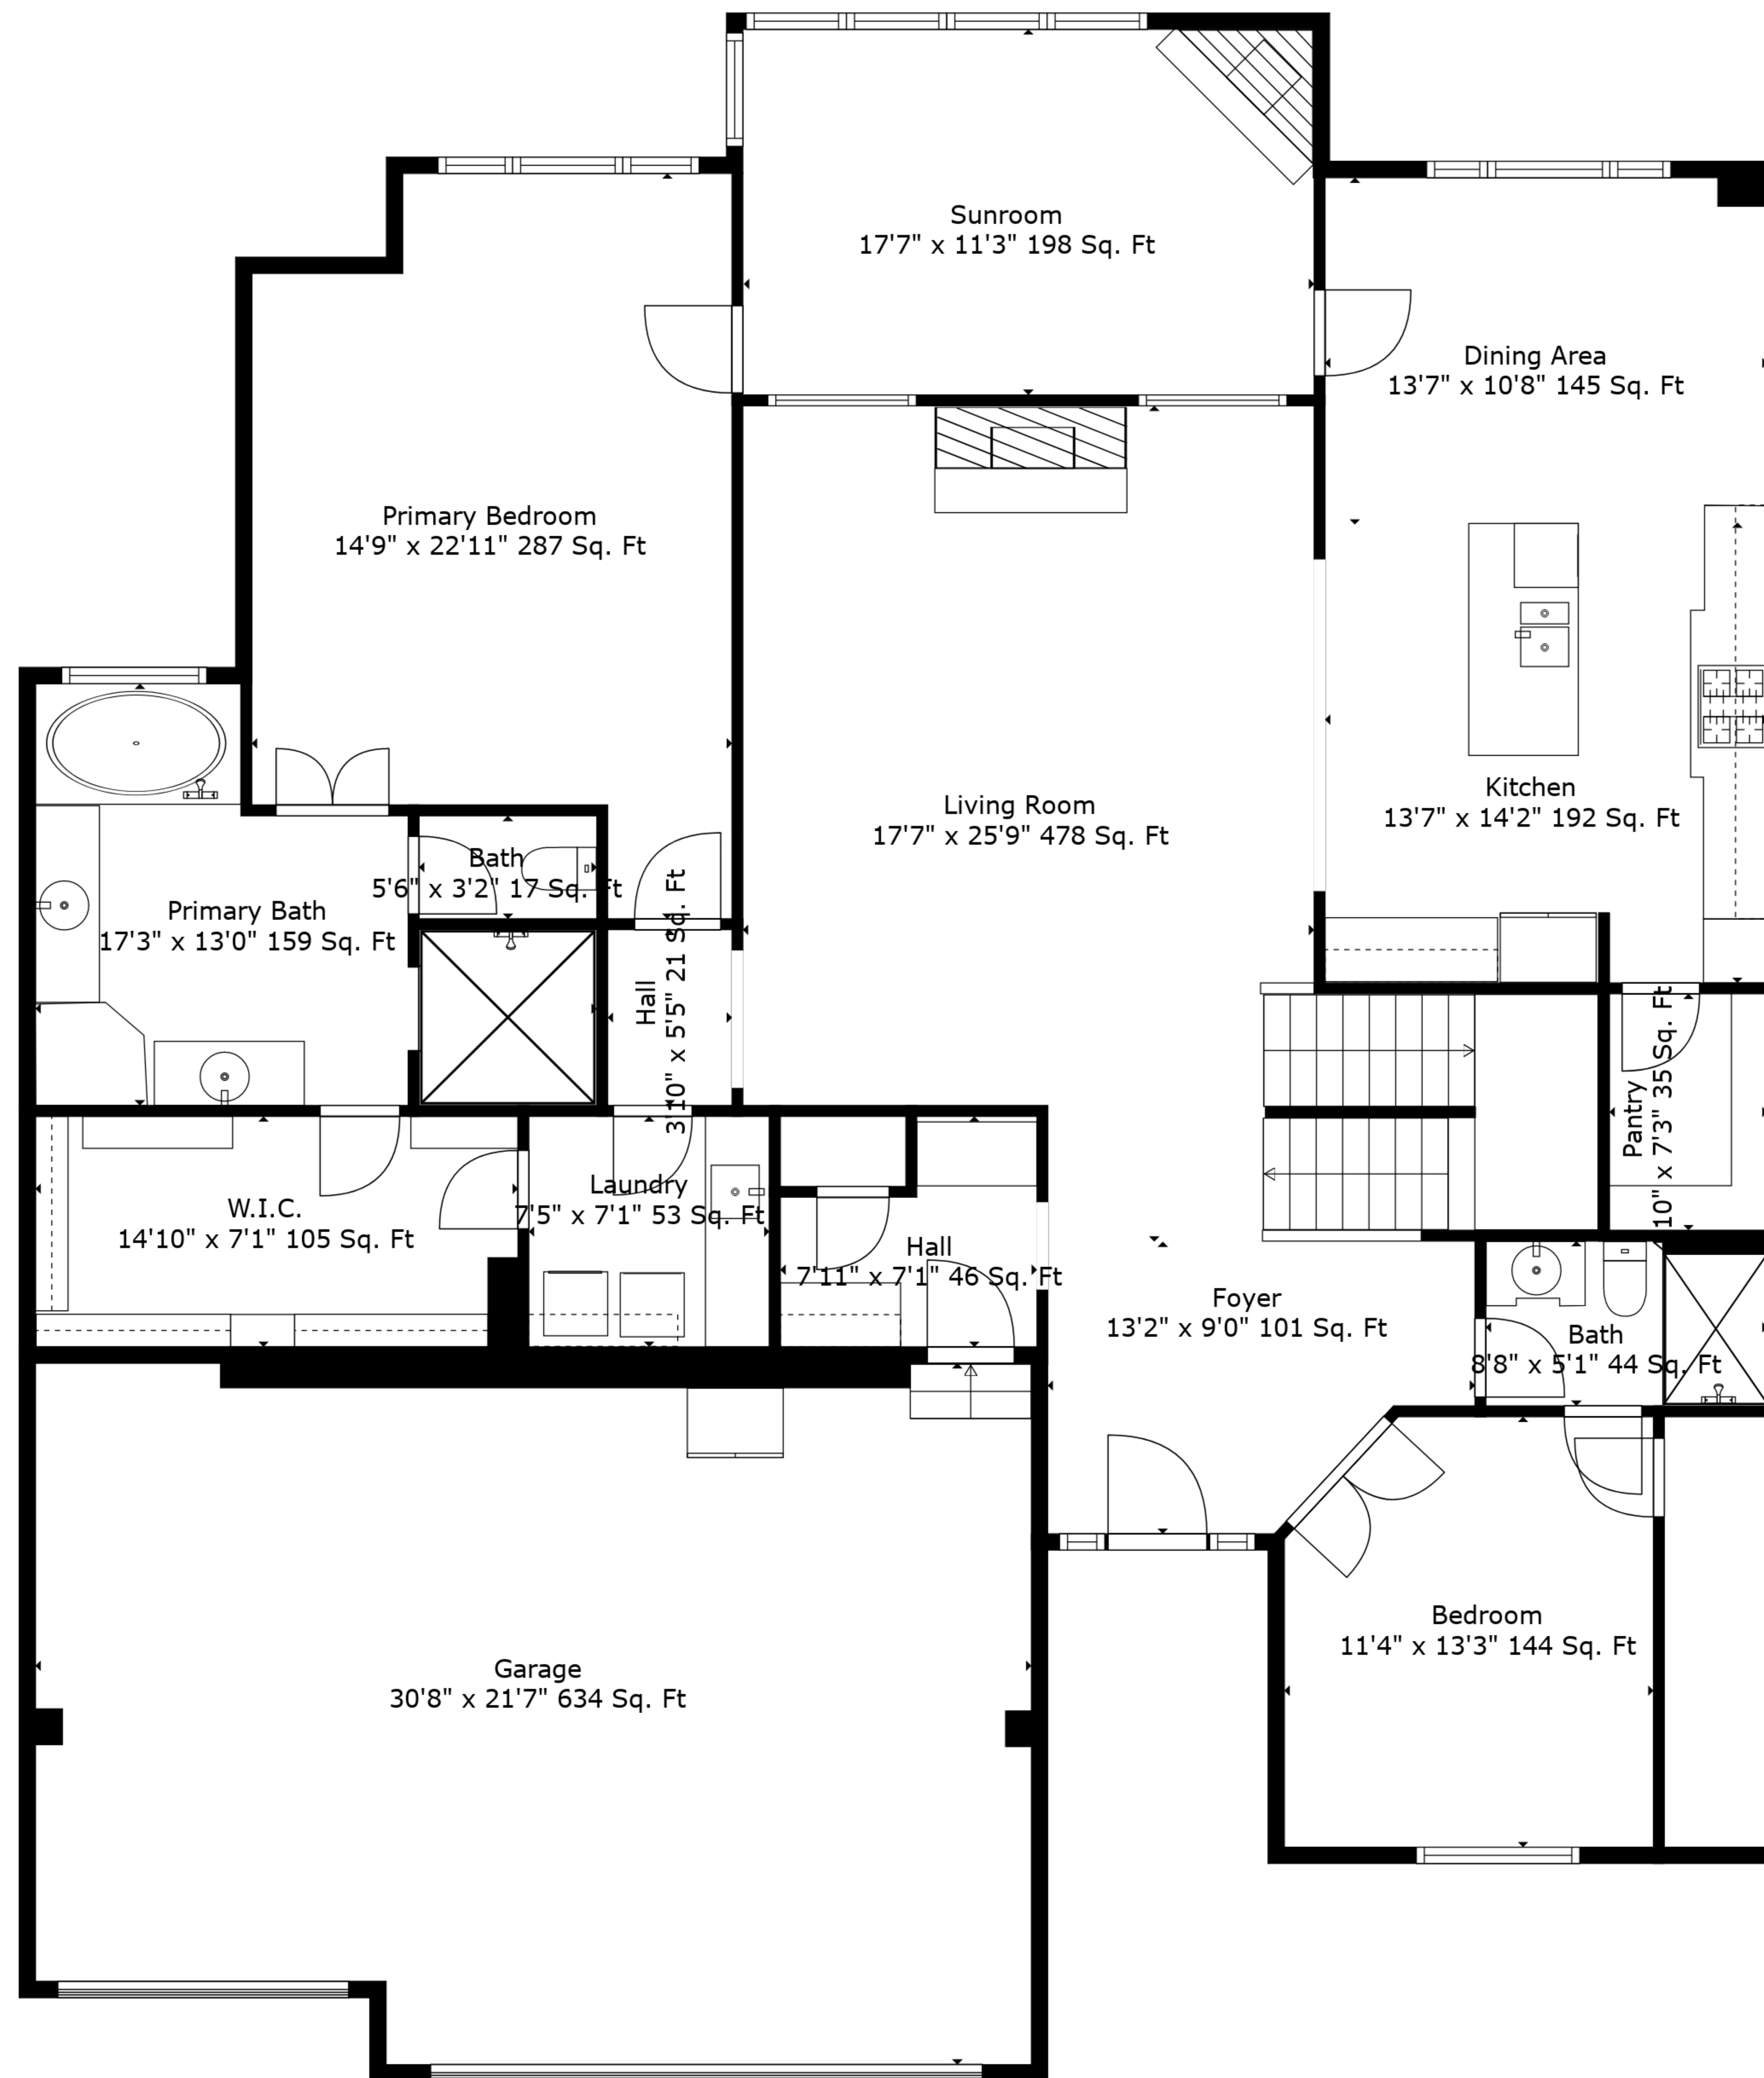 Sunroom
17'7" x 11'3" 198 Sq. Ft
Dining Area
13'7" x 10'8" 145 Sq. Ft
Primary Bedroom
14'9" x 22'11" 287 Sq. Ft
Kitchen
13'7" x 14'2" 192 Sq. Ft
Living Room
17'7" x 25'9" 478 Sq. Ft
Bath
5'6" x 3'2" 17 Sq. Ft
Primary Bath
17'3" x 13'0" 159 Sq. Ft
Hall
3'10" x 5'5" 21 Sq. Ft
Pantry
10" x 7'3" 35 Sq. Ft
Laundry
7'5" x 7'1" 53 Sq. Ft
W.I.C.
14'10" x 7'1" 105 Sq. Ft
Hall
7'11" x 7'1" 46 Sq. Ft
Foyer
13'2" x 9'0" 101 Sq. Ft
Bath
8'8" x 5'1" 44 Sq. Ft
Bedroom
11'4" x 13'3" 144 Sq. Ft
Garage
30'8" x 21'7" 634 Sq. Ft